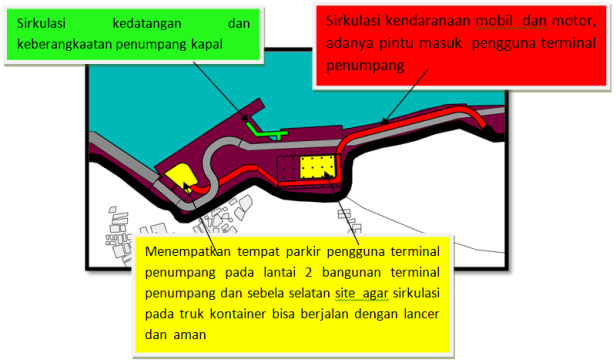 Sirkulasi kedatangan dan
keberangkaatan penumpang kapal
Sirkulasi kendaranaan mobil dan motor,
adanya pintu masuk pengguna terminal
penumpang
Menempatkan tempat parkir pengguna terminal
penumpang pada lantai 2 bangunan terminal
penumpang dan sebela selatan site agar sirkulasi
pada truk kontainer bisa berjalan dengan lancer
dan aman